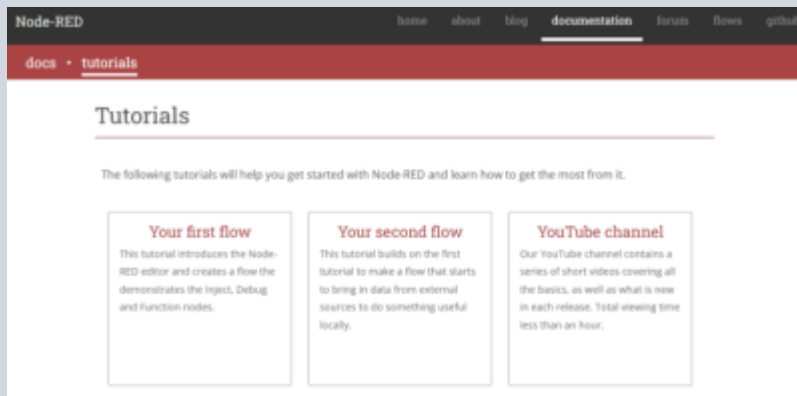 Node-RED home about blog documentation forum flows github
docs • tutorials
Tutorials
The following tutorials will help you get started with Node-RED and learn how to get the most from it.
Your first flow
This tutorial introduces the Node-
RED editor and creates a flow the
demonstrates the Inject, Debug
and Function nodes.
Your second flow
This tutorial builds on the first
tutorial to make a flow that starts
to bring in data from external
sources to do something useful
locally.
YouTube channel
Our YouTube channel contains a
series of short videos covering all
the basics, as well as what is new
in each release. Total viewing time
less than an hour.